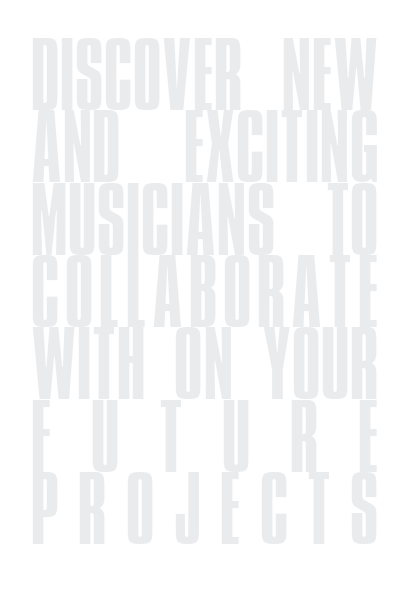 DISCOVER NEW
AND EXCITING
MUSICIANS TO
COLLABORATE
WITH ON YOUR
FUTURE
PROJECTS